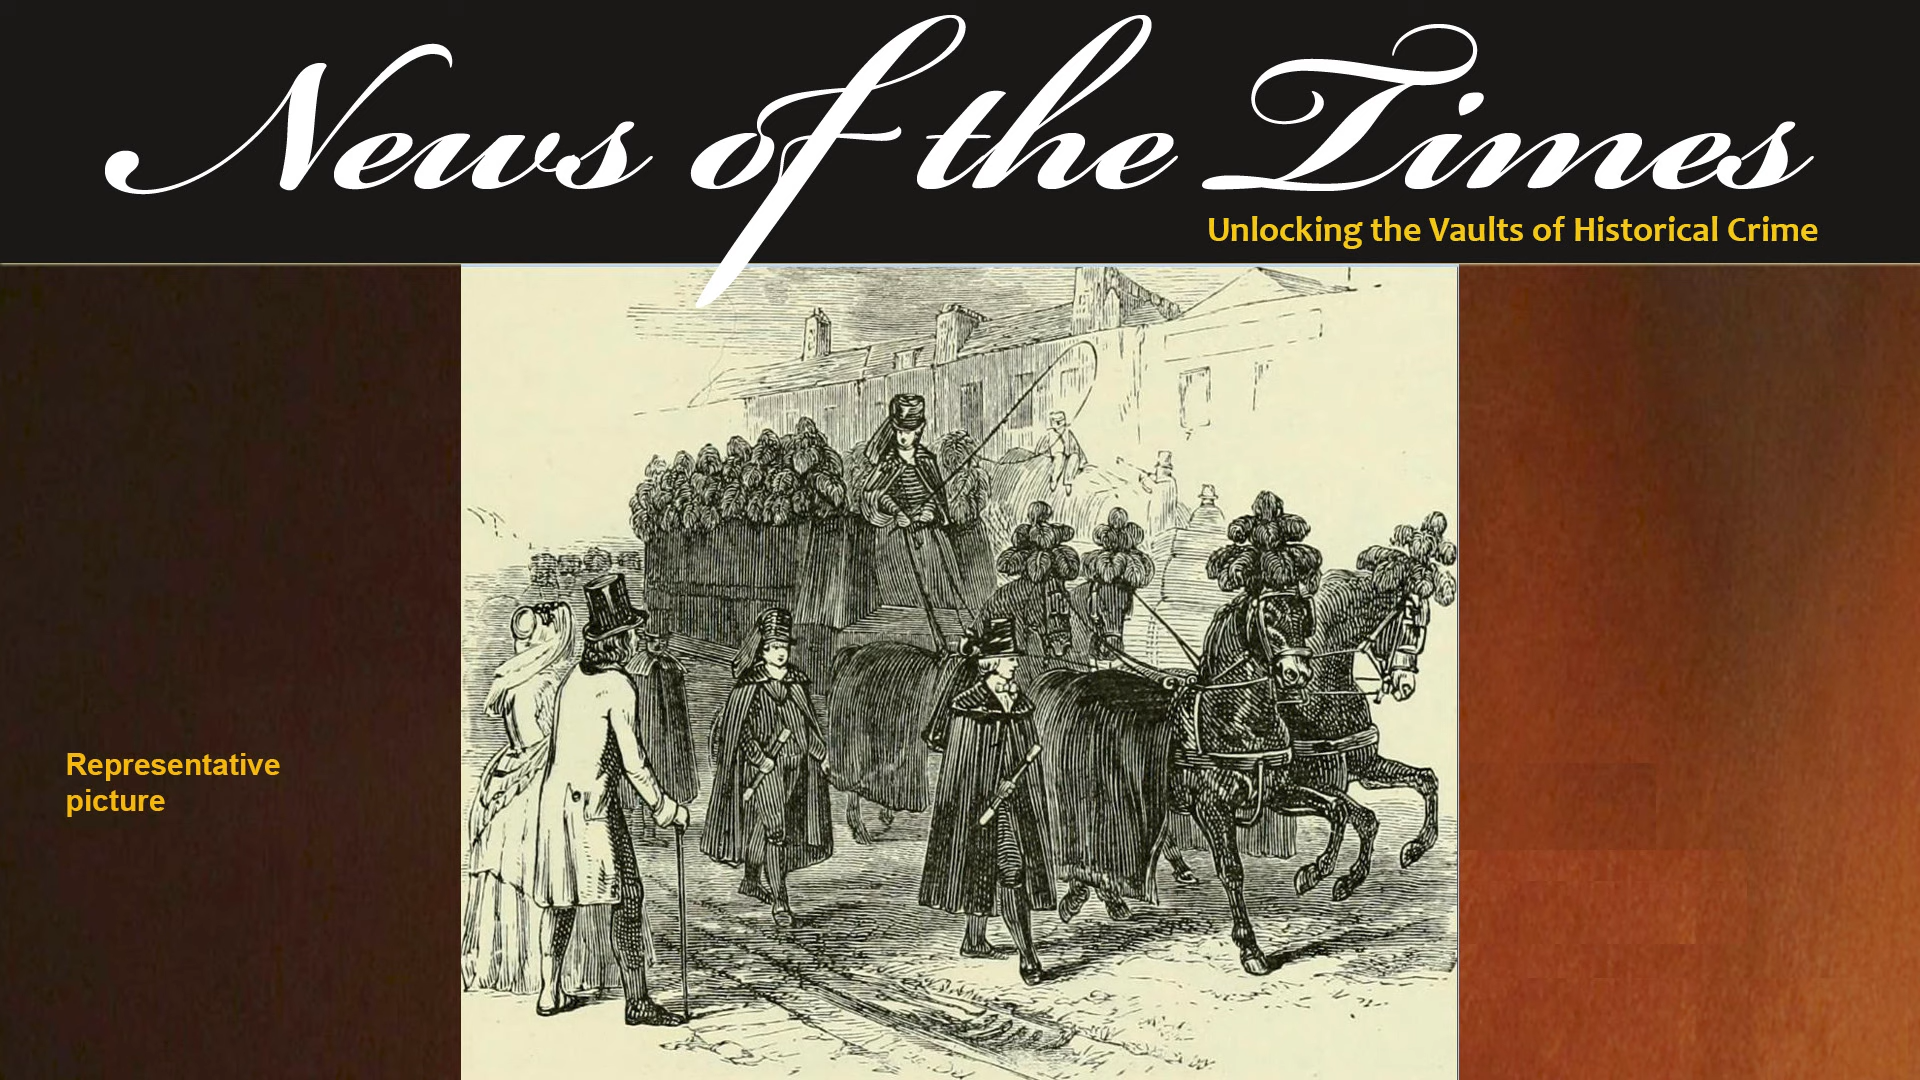 News of the Times
Unlocking the Vaults of Historical Crime
Representative
picture